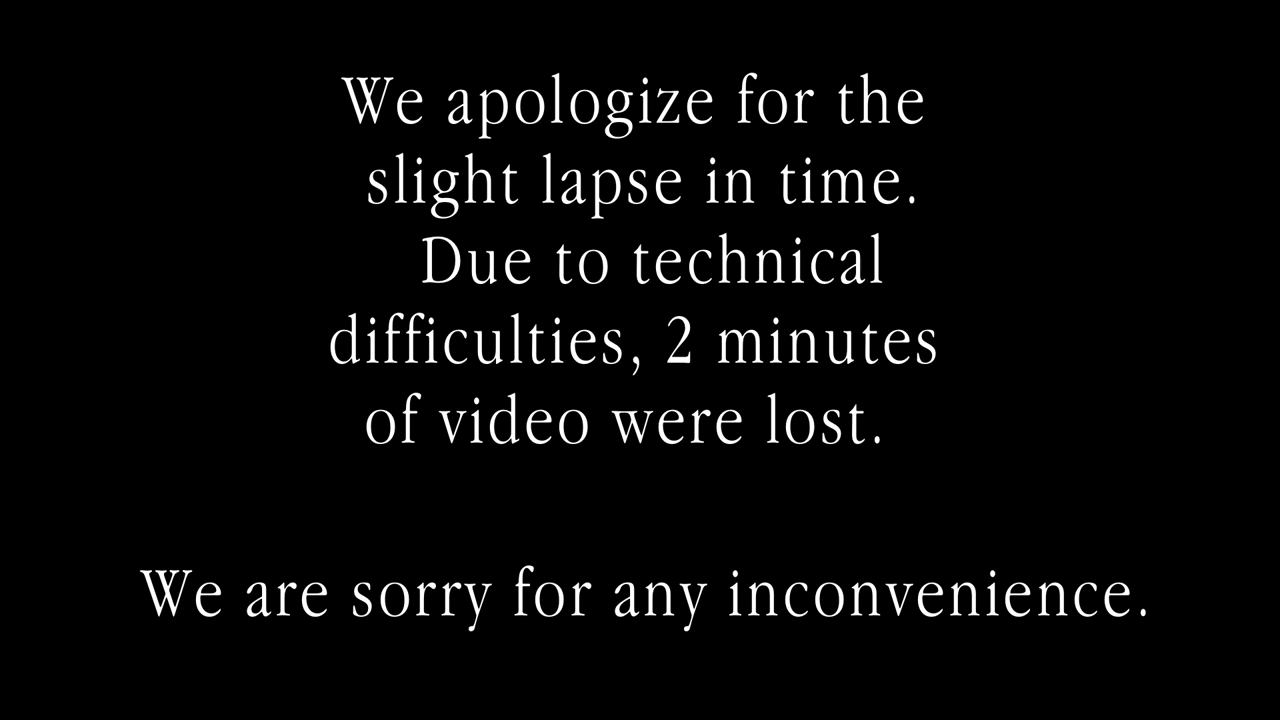 We apologize for the
slight lapse in time.
Due to technical
difficulties, 2 minutes
of video were lost.
We are sorry for any inconvenience.